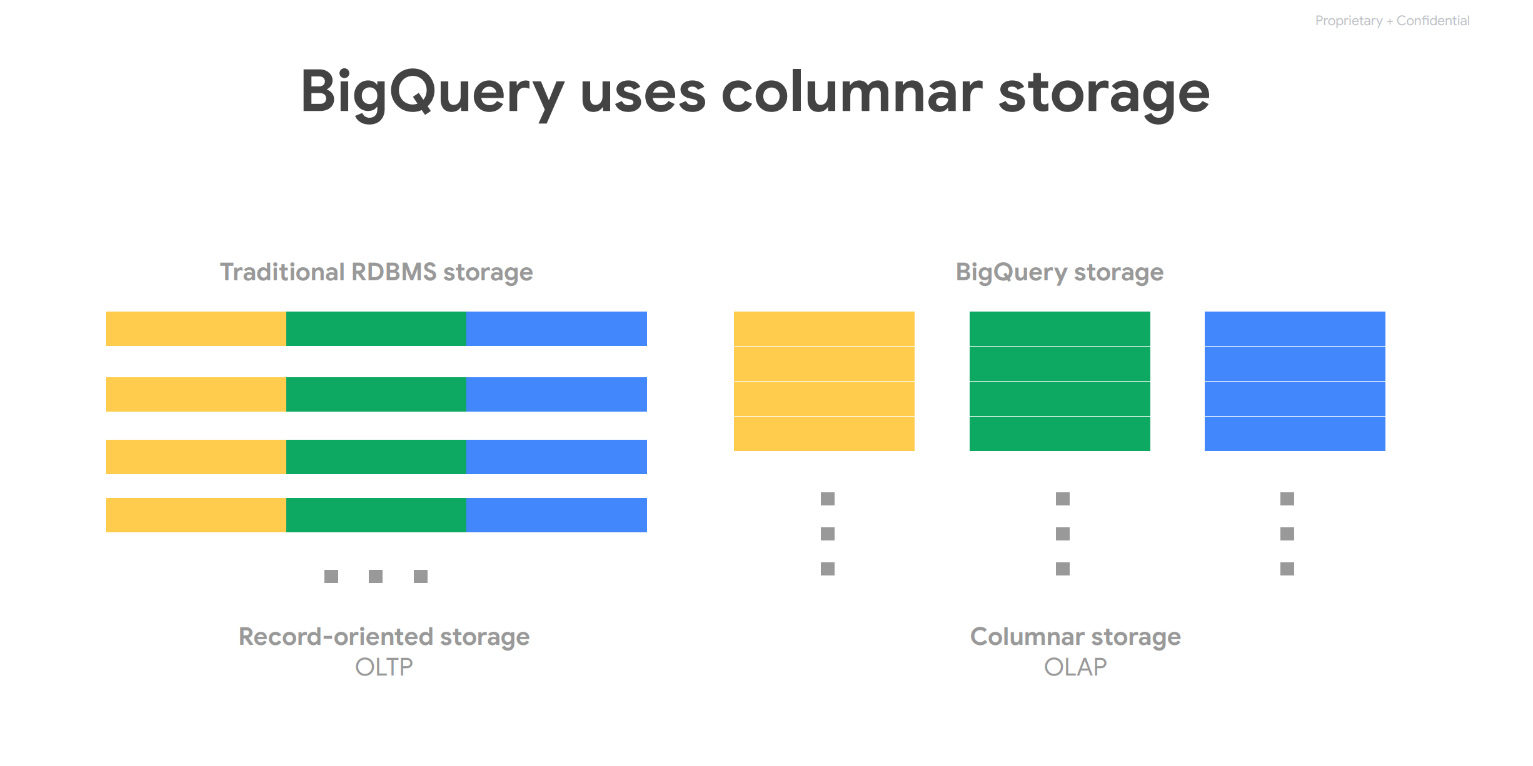 Proprietary + Confidential
BigQuery uses columnar storage
Traditional RDBMS storage
BigQuery storage
Record-oriented storage
OLTP
Columnar storage
OLAP